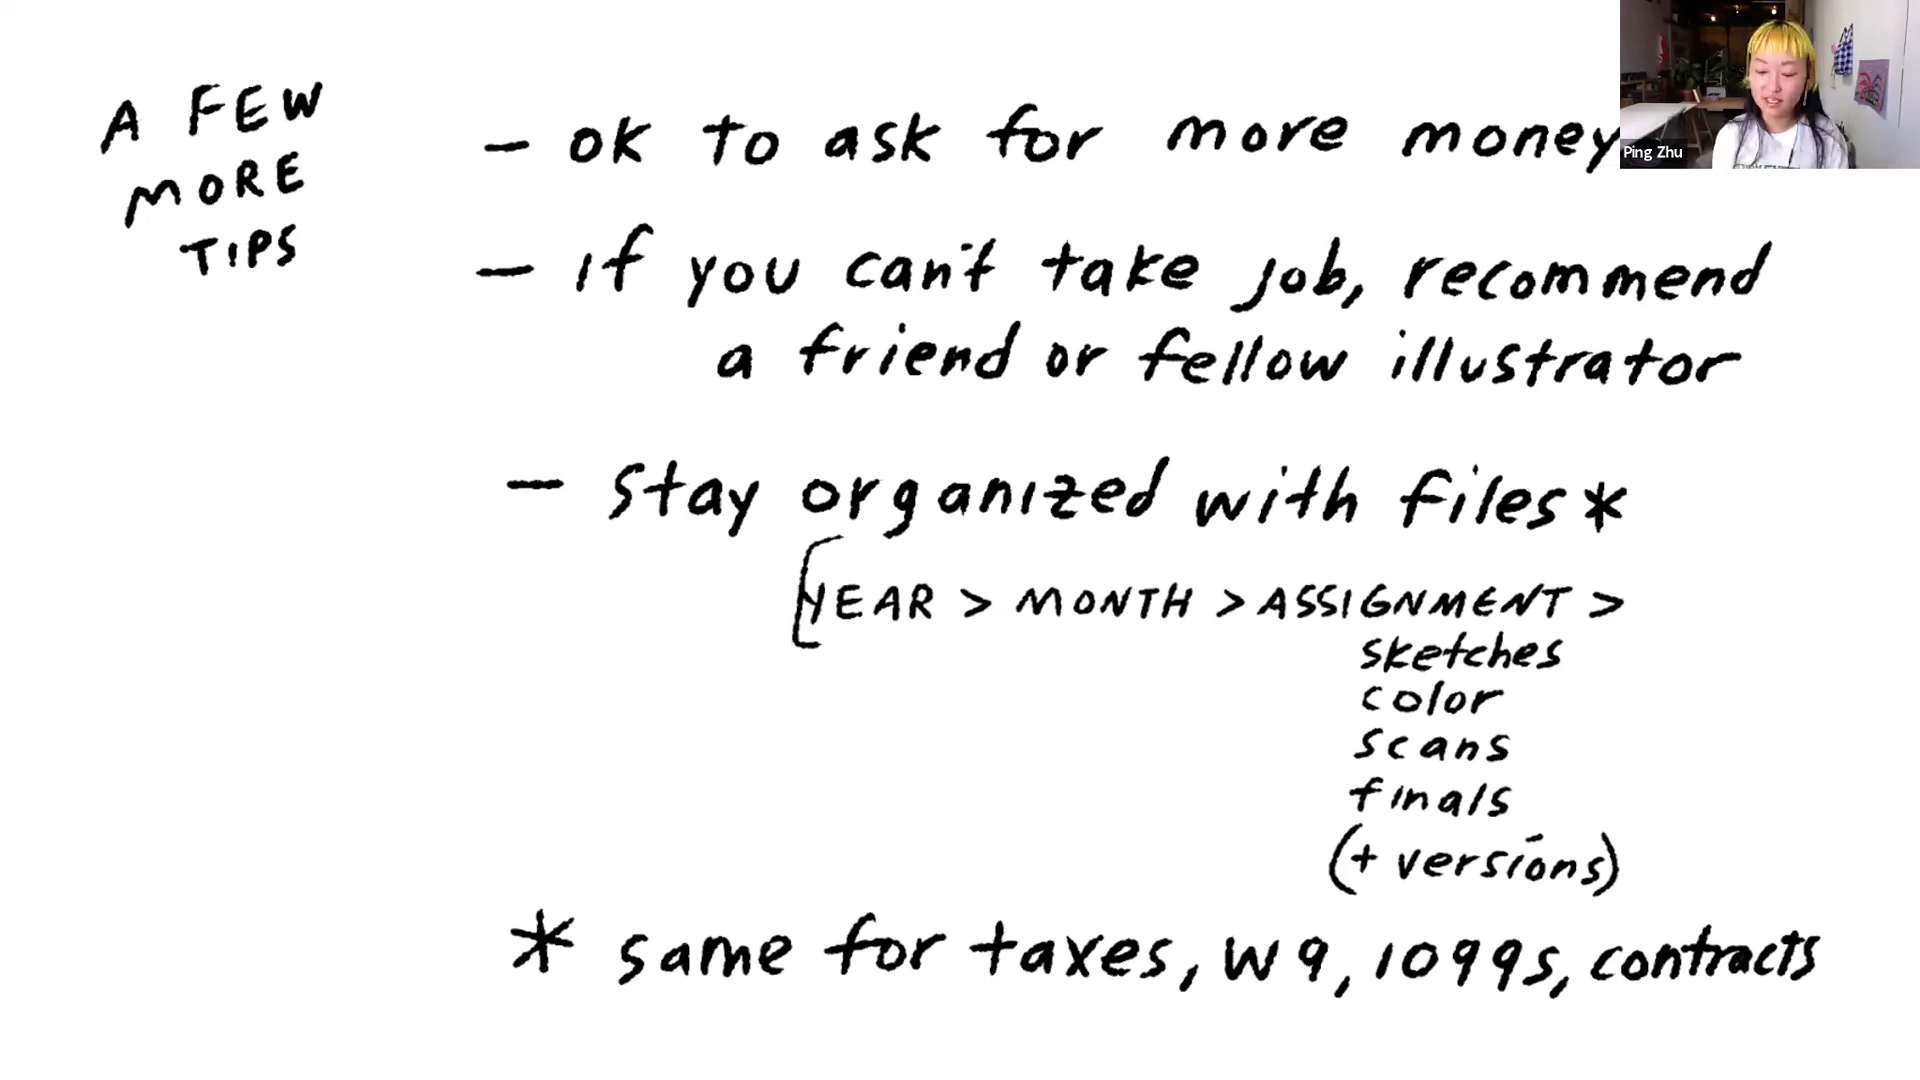 A FEW
MORE
TIPS
– ok to ask for more money
– If you can't take job, recommend
a friend or fellow illustrator
– Stay organized with files*
[YEAR > MONTH > ASSIGNMENT >
sketches
color
scans
finals
(+ versions)
* same for taxes, W9, 1099s, contracts
Ping Zhu